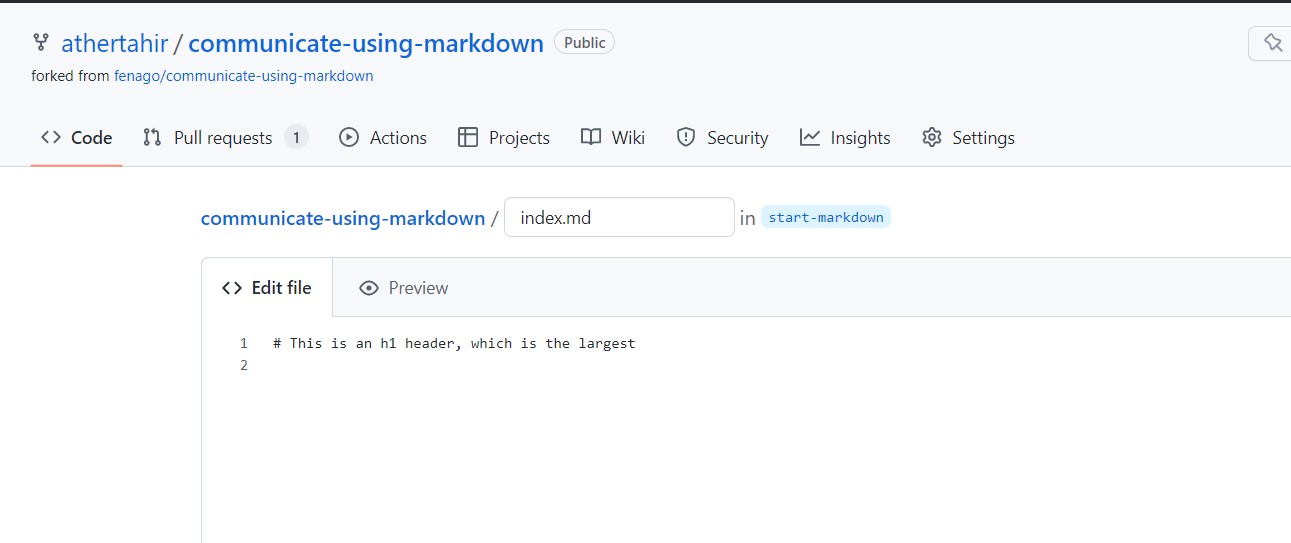 athertahir / communicate-using-markdown Public
forked from fenago/communicate-using-markdown
Code Pull requests 1 Actions Projects Wiki Security Insights Settings
communicate-using-markdown / index.md in start-markdown
Edit file Preview
1 # This is an h1 header, which is the largest
2